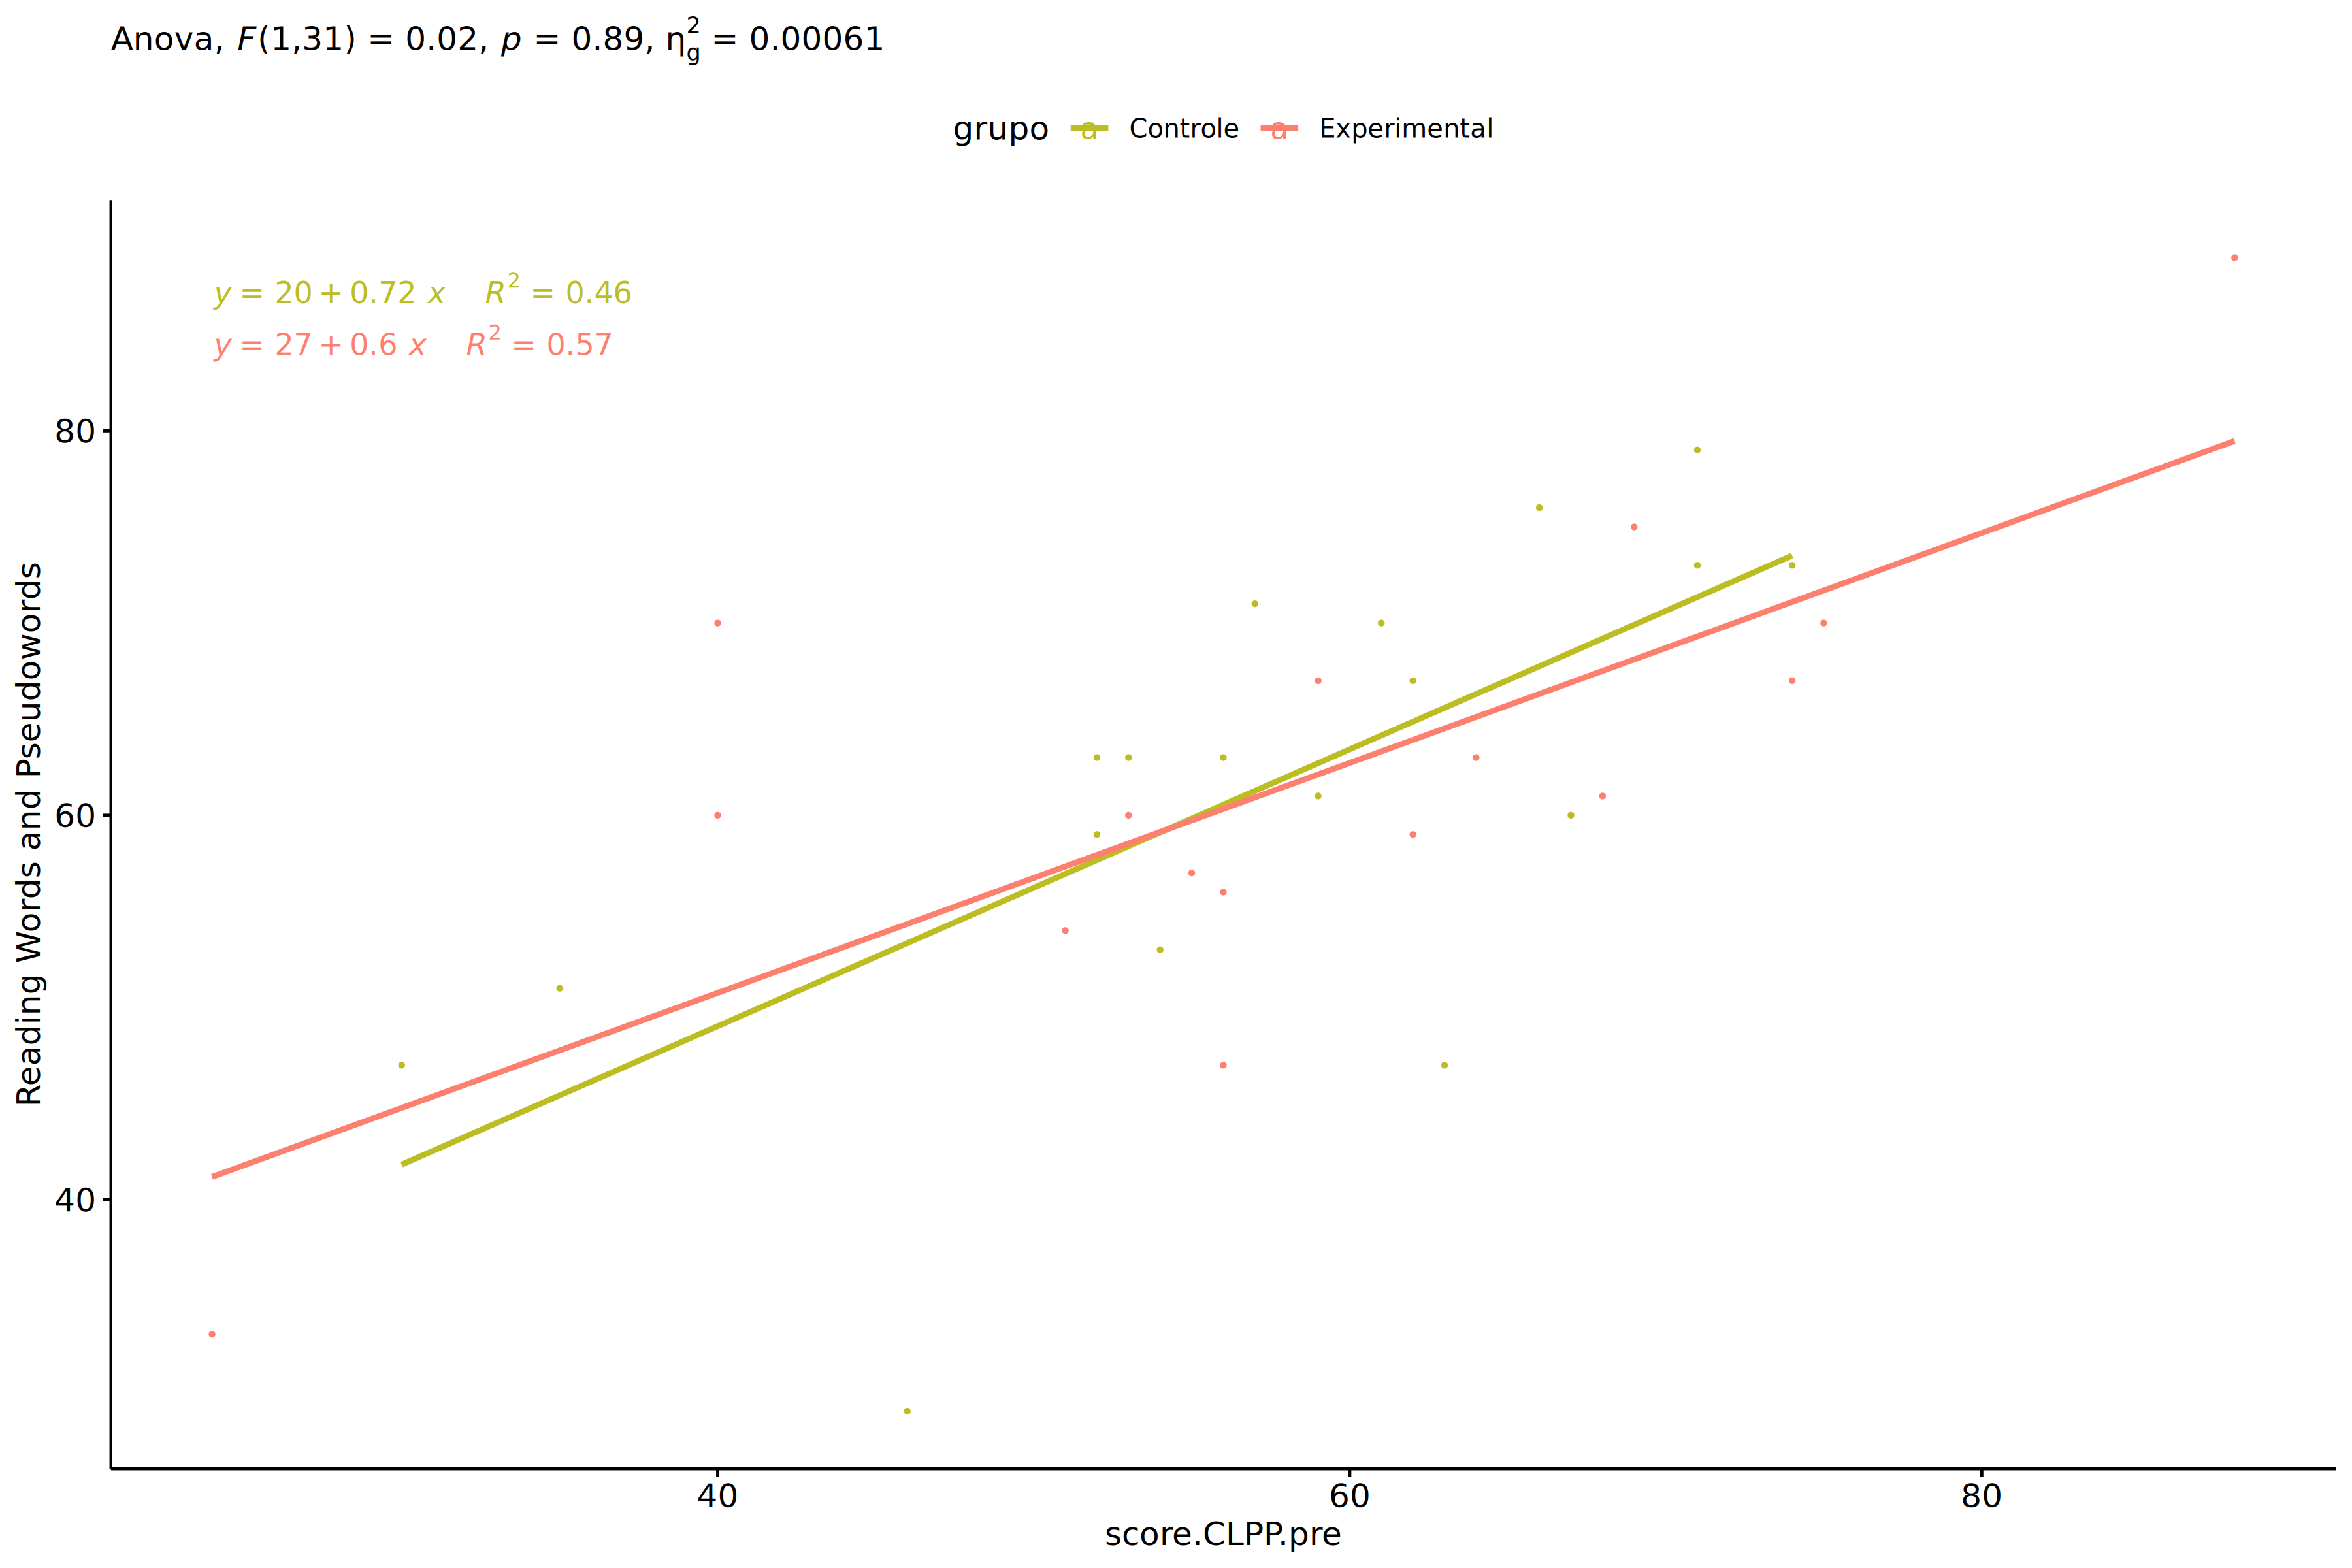 Anova, F(1,31) = 0.02, p = 0.89, η²g = 0.00061
grupo a Controle a Experimental
y = 20 + 0.72 x R² = 0.46
y = 27 + 0.6 x R² = 0.57
80
60
40
Reading Words and Pseudowords
40 60 80
score.CLPP.pre